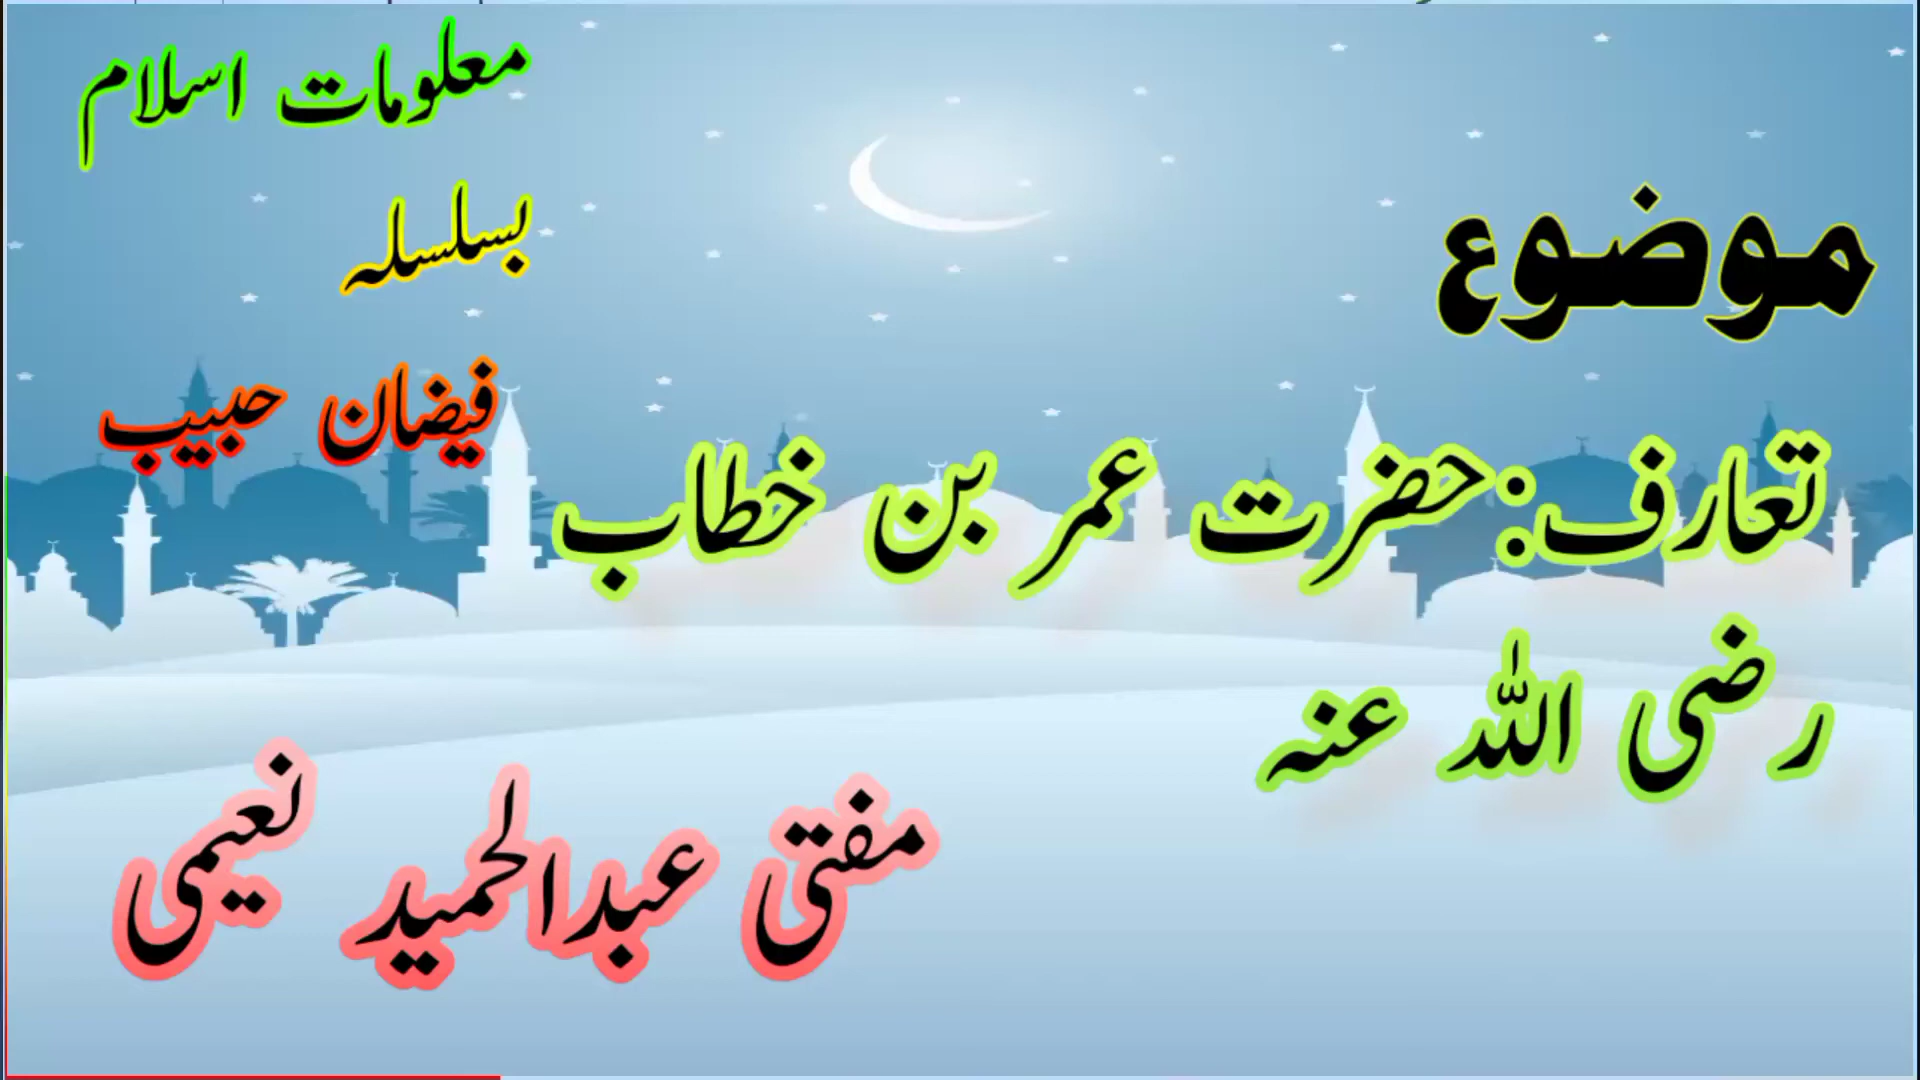 معلومات اسلام
بسلسلہ
فیضان حبیب
موضوع
تعارف:حضرت عمر بن خطاب
رضی اللہ عنہ
مفتی عبدالحمید نعیمی